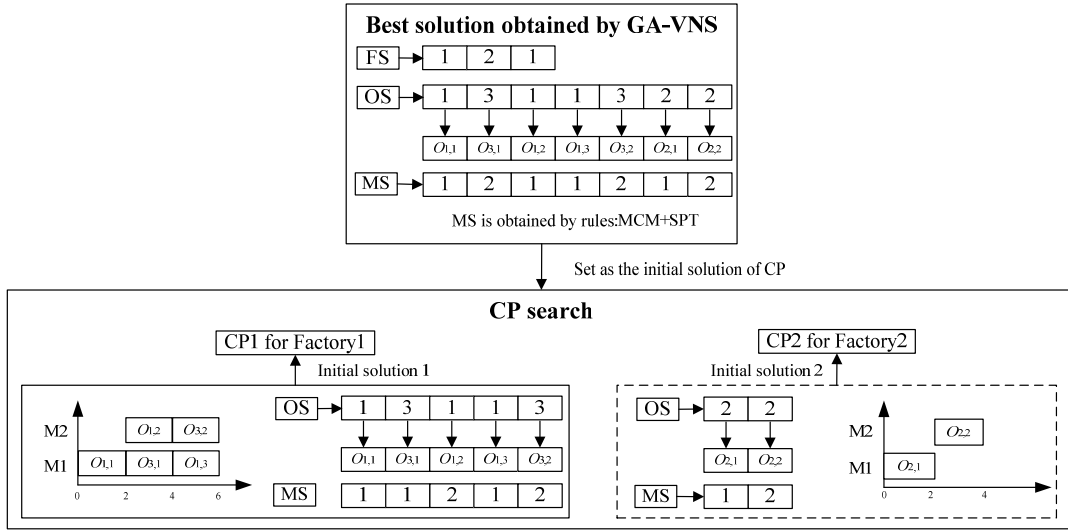 Best solution obtained by GA-VNS
FS 1 2 1
OS 1 3 1 1 3 2 2
O1,1 O3,1 O1,2 O1,3 O3,2 O2,1 O2,2
MS 1 2 1 1 2 1 2
MS is obtained by rules:MCM+SPT
Set as the initial solution of CP
CP search
CP1 for Factory1
Initial solution 1
M2 O1,2 O3,2
M1 O1,1 O3,1 O1,3
0 2 4 6
OS 1 3 1 1 3
O1,1 O3,1 O1,2 O1,3 O3,2
MS 1 1 2 1 2
CP2 for Factory2
Initial solution 2
OS 2 2
O2,1 O2,2
MS 1 2
M2 O2,2
M1 O2,1
0 2 4